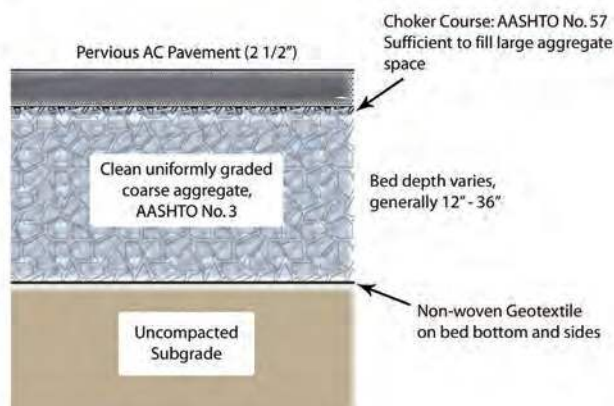 Choker Course: AASHTO No. 57
Sufficient to fill large aggregate
space
Pervious AC Pavement (2 1/2")
Clean uniformly graded
coarse aggregate,
AASHTO No. 3
Bed depth varies,
generally 12" - 36"
Non-woven Geotextile
on bed bottom and sides
Uncompacted
Subgrade